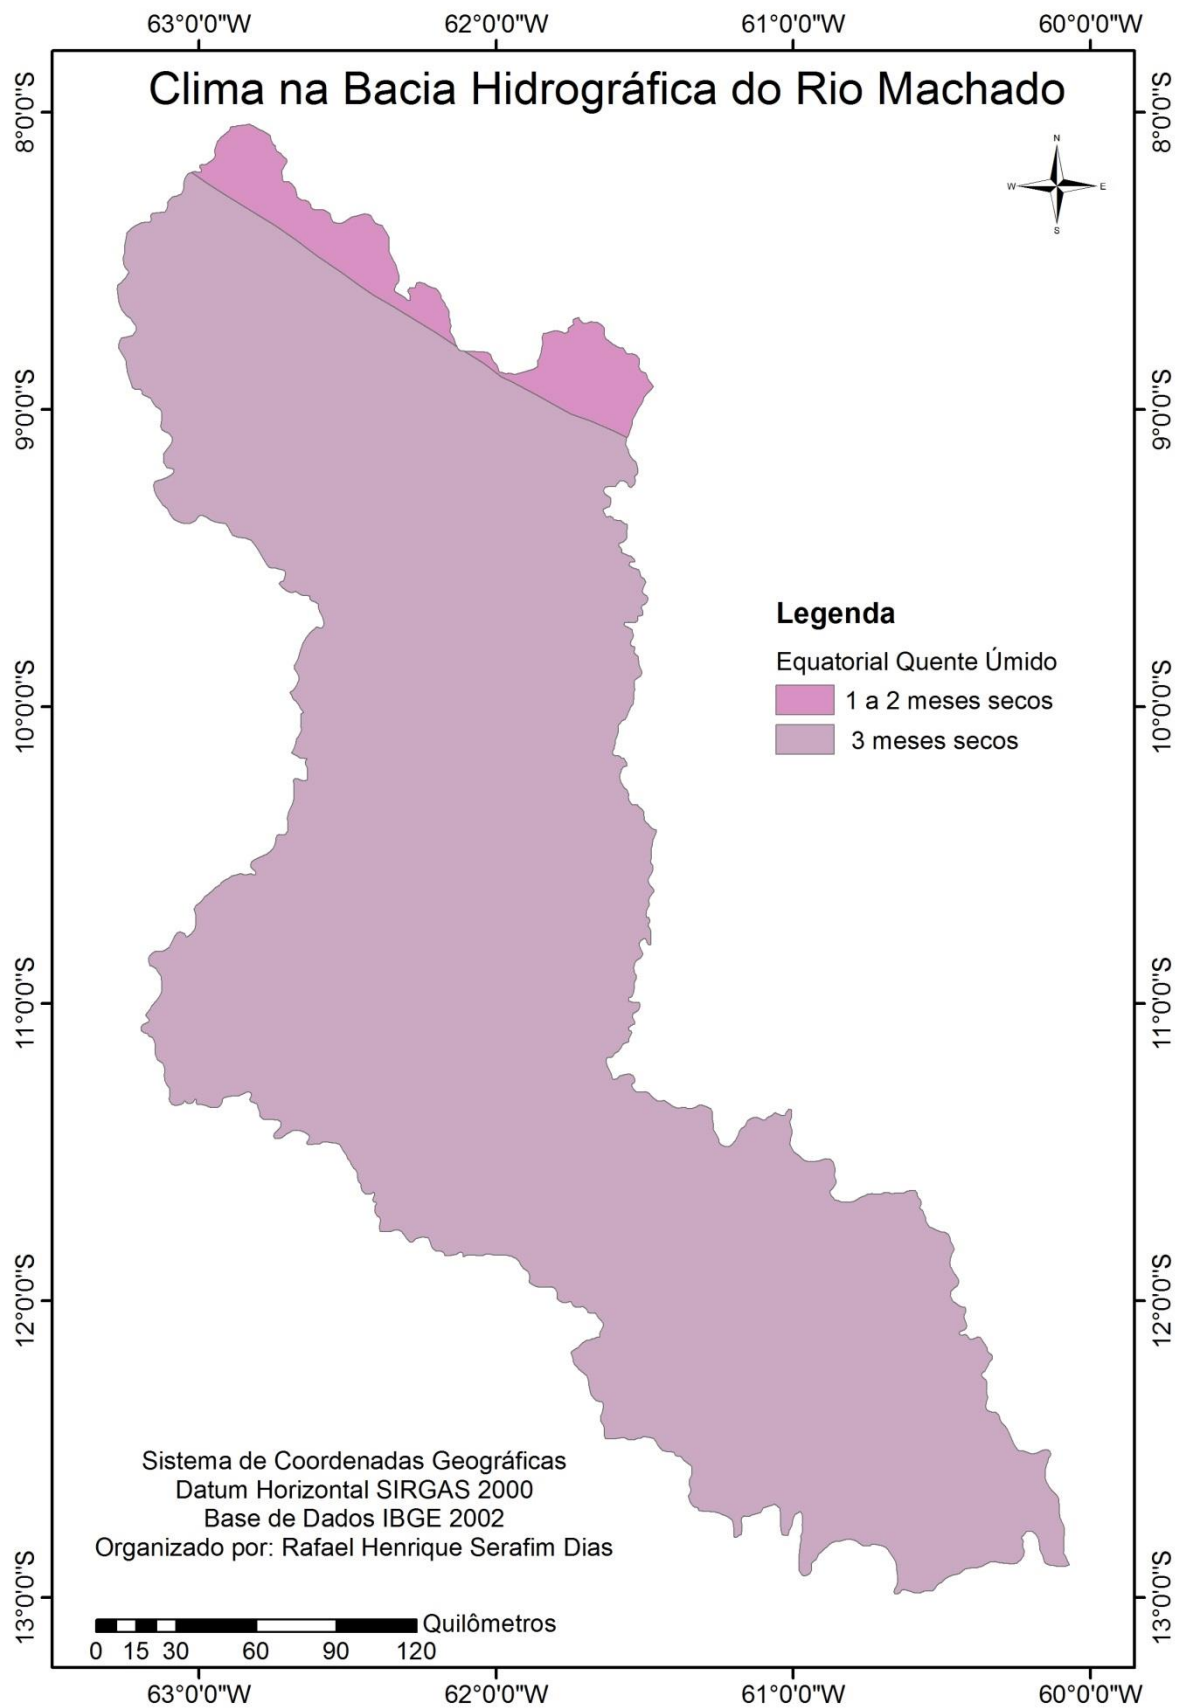 63°0'0"W 62°0'0"W 61°0'0"W 60°0'0"W
Clima na Bacia Hidrográfica do Rio Machado
8°0'0"S 8°0'0"S
N
W E
S
9°0'0"S 9°0'0"S
Legenda
Equatorial Quente Úmido
1 a 2 meses secos
3 meses secos
10°0'0"S 10°0'0"S
11°0'0"S 11°0'0"S
12°0'0"S 12°0'0"S
Sistema de Coordenadas Geográficas
Datum Horizontal SIRGAS 2000
Base de Dados IBGE 2002
Organizado por: Rafael Henrique Serafim Dias
13°0'0"S 13°0'0"S
Quilômetros
0 15 30 60 90 120
63°0'0"W 62°0'0"W 61°0'0"W 60°0'0"W